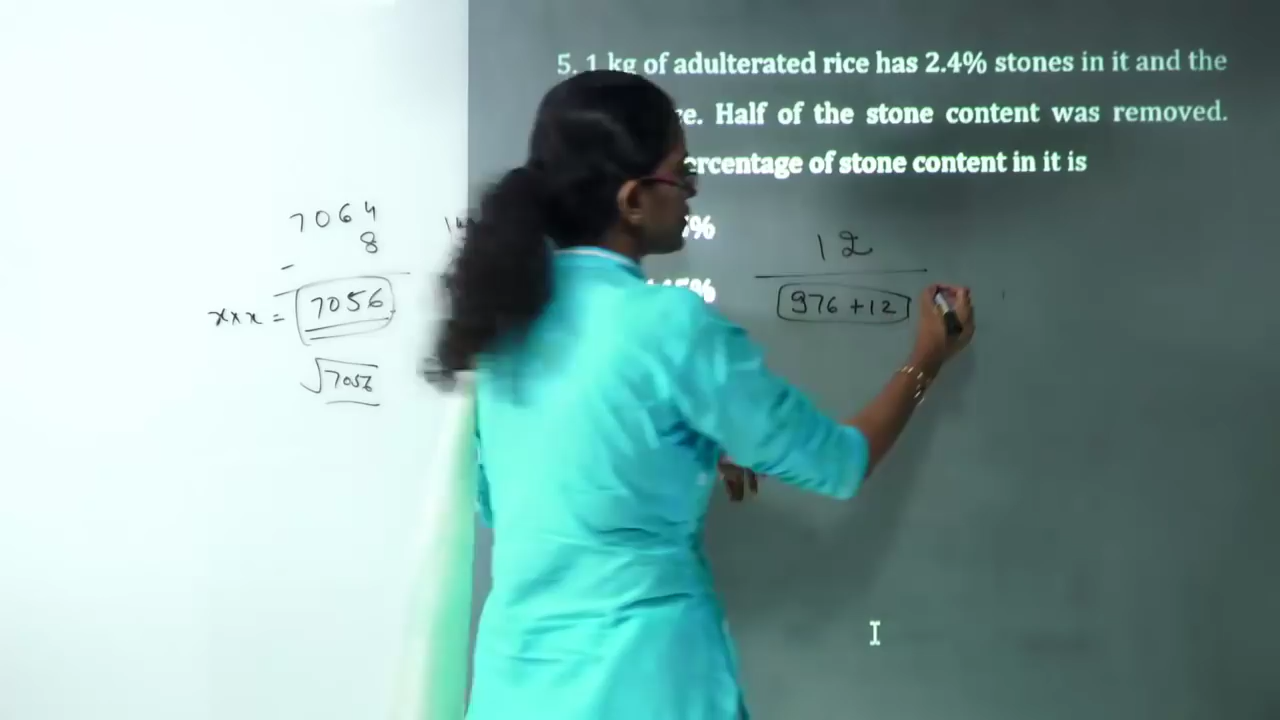 5. 1 kg of adulterated rice has 2.4% stones in it and the
Half of the stone content was removed.
of stone content in it is
7064
8
xxx = 7056
√7056
12
976 + 12